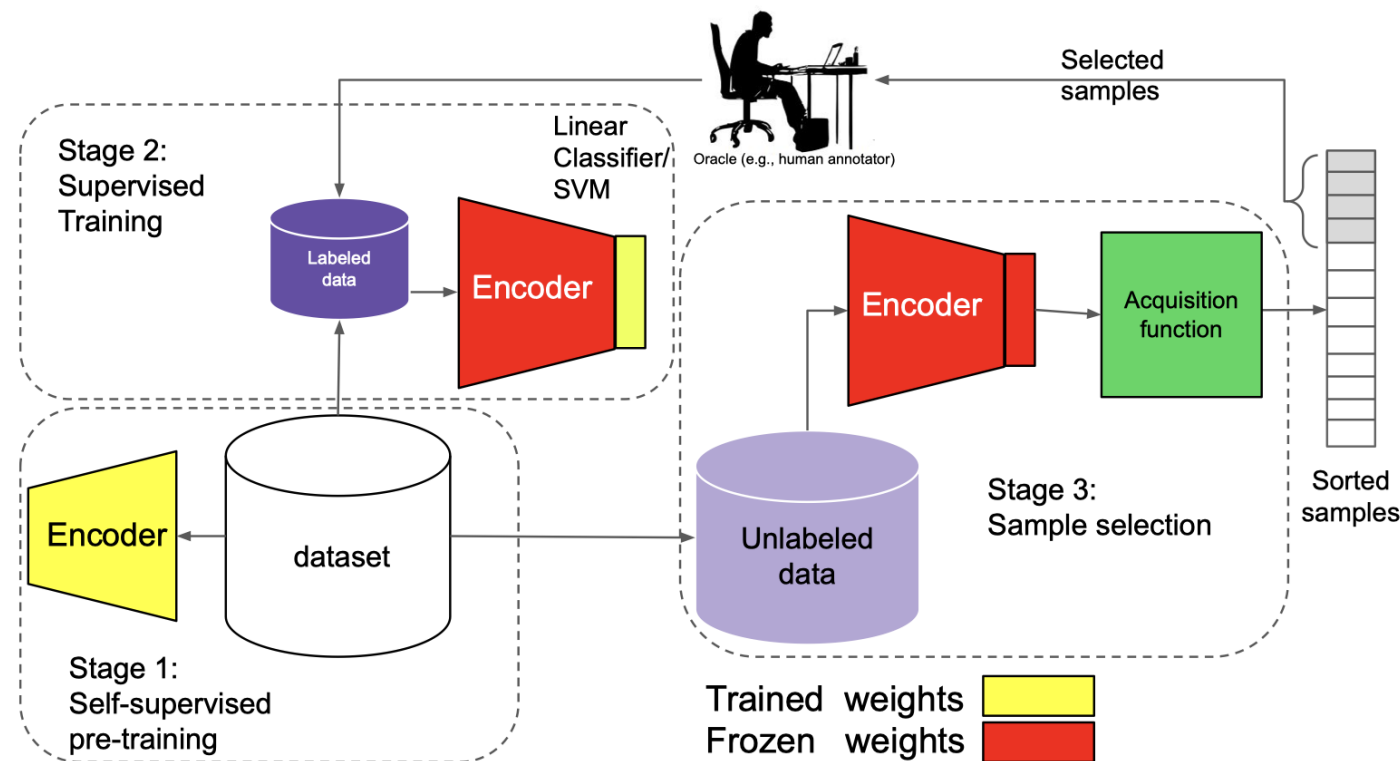 Selected
samples
Oracle (e.g., human annotator)
Stage 2:
Supervised
Training
Linear
Classifier/
SVM
Labeled
data
Encoder
Encoder
Acquisition
function
Sorted
samples
Unlabeled
data
Stage 3:
Sample selection
Encoder
dataset
Stage 1:
Self-supervised
pre-training
Trained weights
Frozen weights